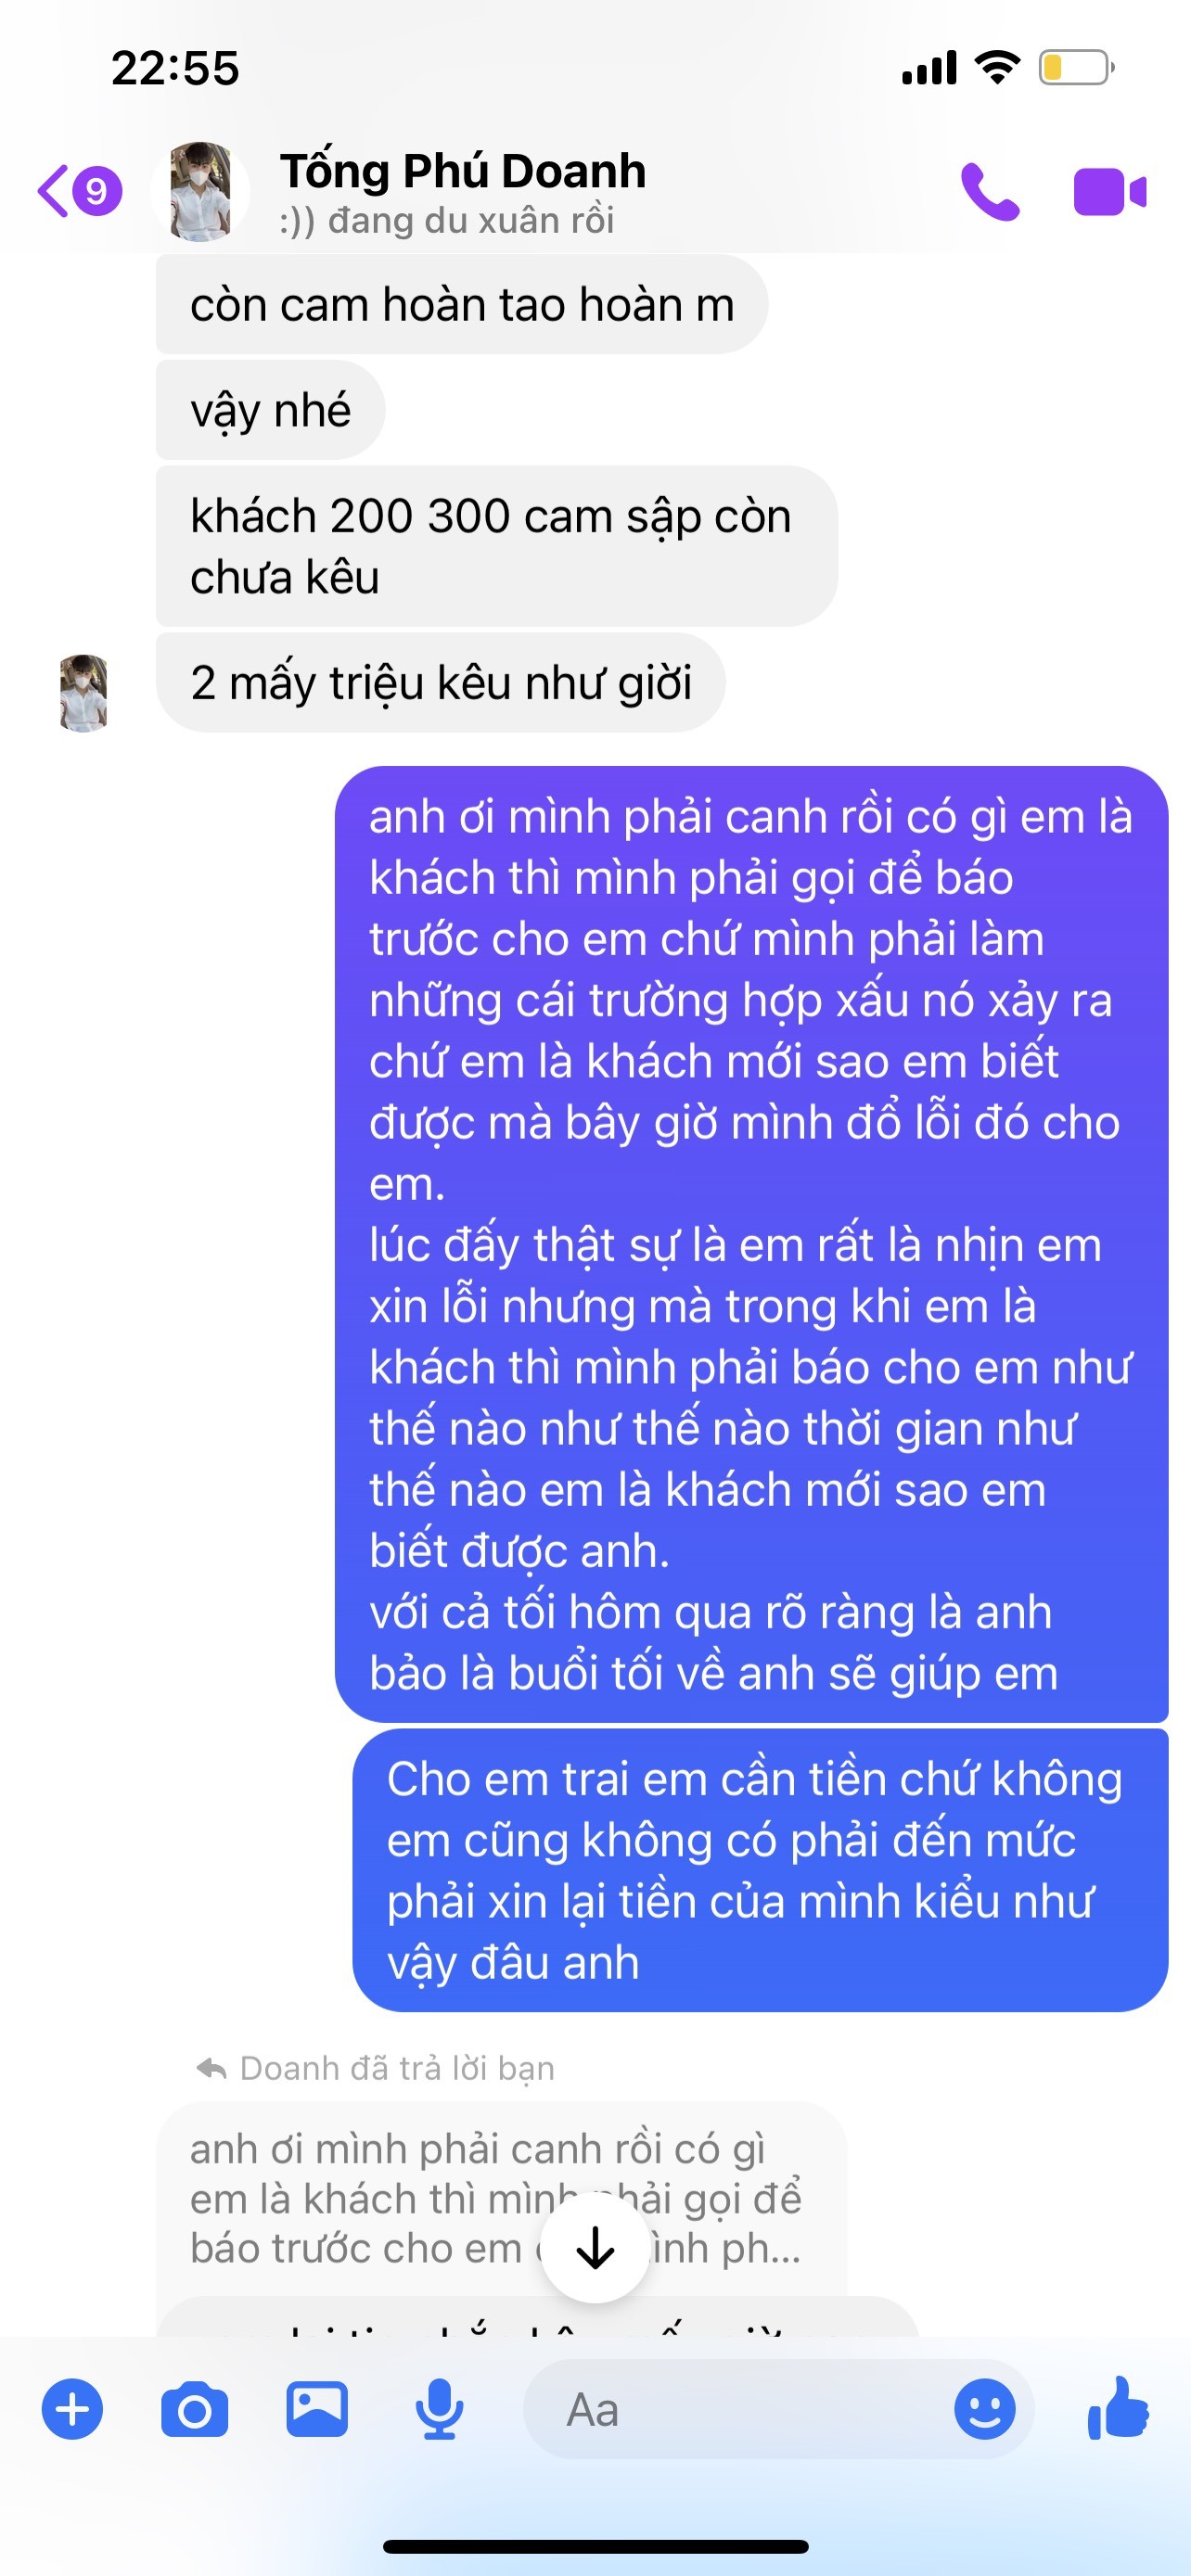 22:55
9
Tống Phú Doanh
:)) đang du xuân rồi
còn cam hoàn tao hoàn m
vậy nhé
khách 200 300 cam sập còn
chưa kêu
2 mấy triệu kêu như giời
anh ơi mình phải canh rồi có gì em là
khách thì mình phải gọi để báo
trước cho em chứ mình phải làm
những cái trường hợp xấu nó xảy ra
chứ em là khách mới sao em biết
được mà bây giờ mình đổ lỗi đó cho
em.
lúc đấy thật sự là em rất là nhịn em
xin lỗi nhưng mà trong khi em là
khách thì mình phải báo cho em như
thế nào như thế nào thời gian như
thế nào em là khách mới sao em
biết được anh.
với cả tối hôm qua rõ ràng là anh
bảo là buổi tối về anh sẽ giúp em
Cho em trai em cần tiền chứ không
em cũng không có phải đến mức
phải xin lại tiền của mình kiểu như
vậy đâu anh
Doanh đã trả lời bạn
anh ơi mình phải canh rồi có gì
em là khách thì mình phải gọi để
báo trước cho em ình ph...
Aa